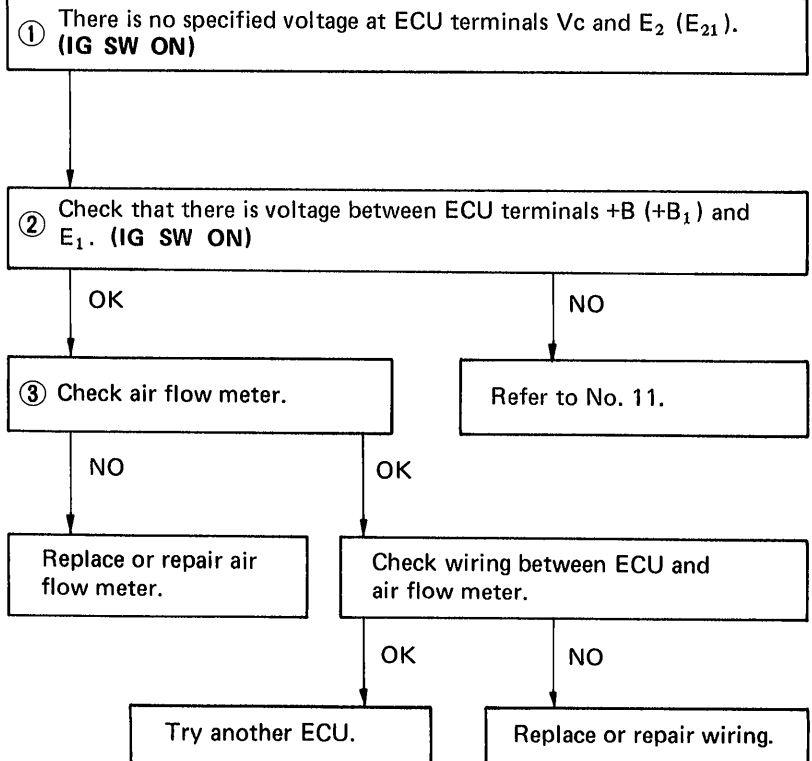 ① There is no specified voltage at ECU terminals Vc and E₂ (E₂₁).
(IG SW ON)
② Check that there is voltage between ECU terminals +B (+B₁) and
E₁. (IG SW ON)
OK
NO
③ Check air flow meter.
Refer to No. 11.
NO
OK
Replace or repair air
flow meter.
Check wiring between ECU and
air flow meter.
OK
NO
Try another ECU.
Replace or repair wiring.